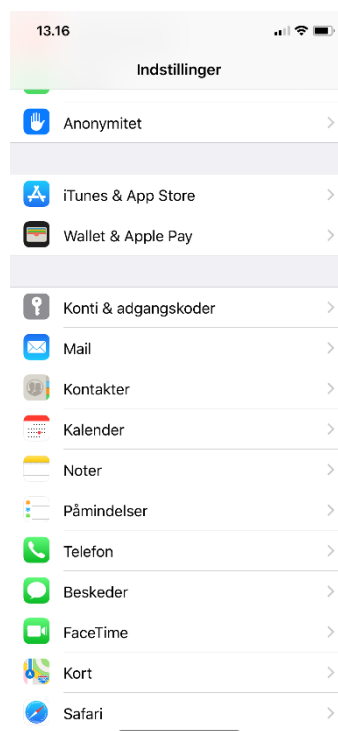 13.16
Indstillinger
Anonymitet
iTunes & App Store
Wallet & Apple Pay
Konti & adgangskoder
Mail
Kontakter
Kalender
Noter
Påmindelser
Telefon
Beskeder
FaceTime
Kort
Safari